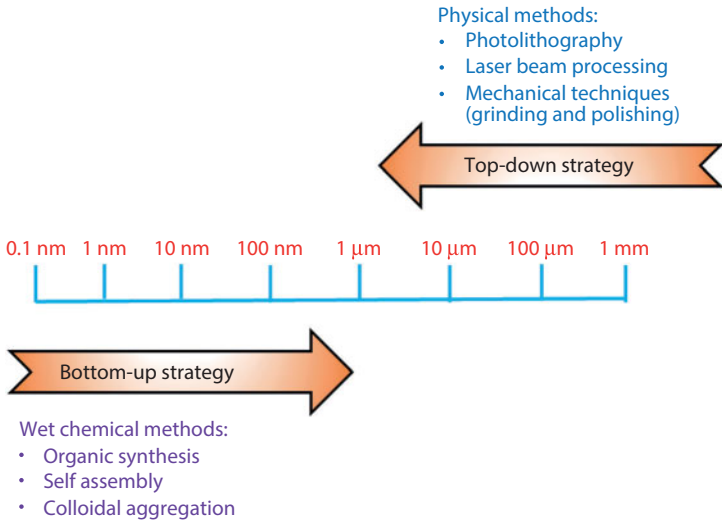 Physical methods:
• Photolithography
• Laser beam processing
• Mechanical techniques
(grinding and polishing)
Top-down strategy
0.1 nm 1 nm 10 nm 100 nm 1 μm 10 μm 100 μm 1 mm
Bottom-up strategy
Wet chemical methods:
• Organic synthesis
• Self assembly
• Colloidal aggregation